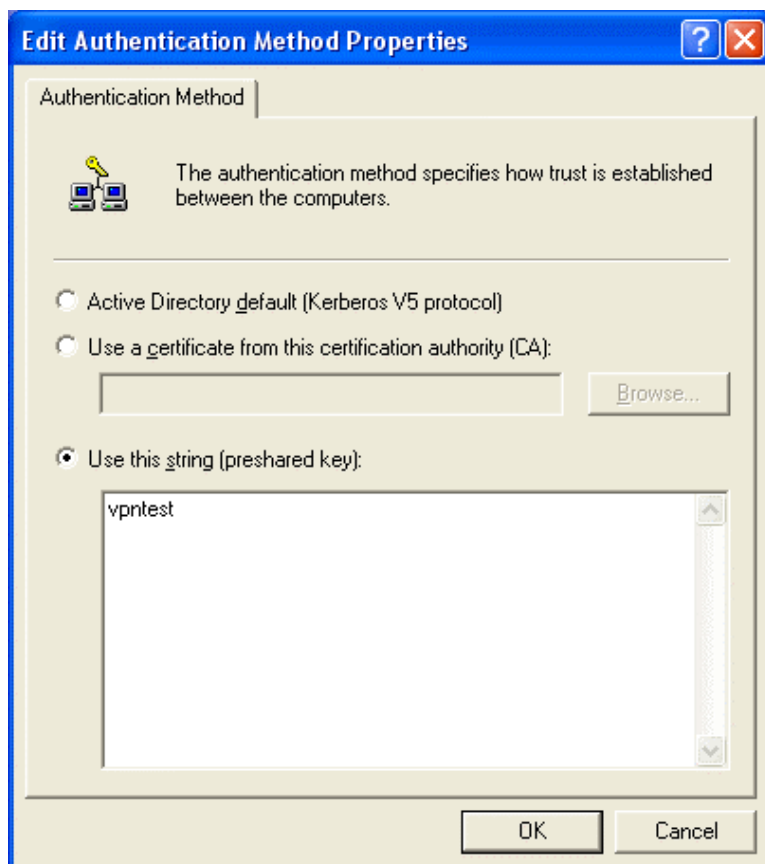 Edit Authentication Method Properties
Authentication Method
The authentication method specifies how trust is established
between the computers.
Active Directory default (Kerberos V5 protocol)
Use a certificate from this certification authority (CA):
Browse...
Use this string (preshared key):
vpntest
OK
Cancel